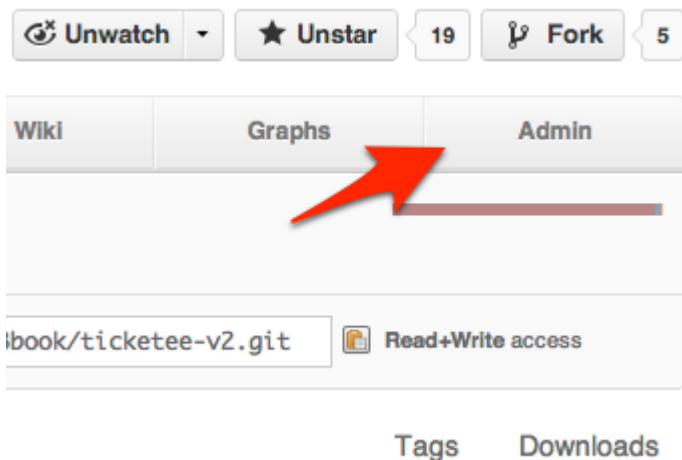 Unwatch Unstar 19 Fork 5
Wiki Graphs Admin
book/ticketee-v2.git Read+Write access
Tags Downloads